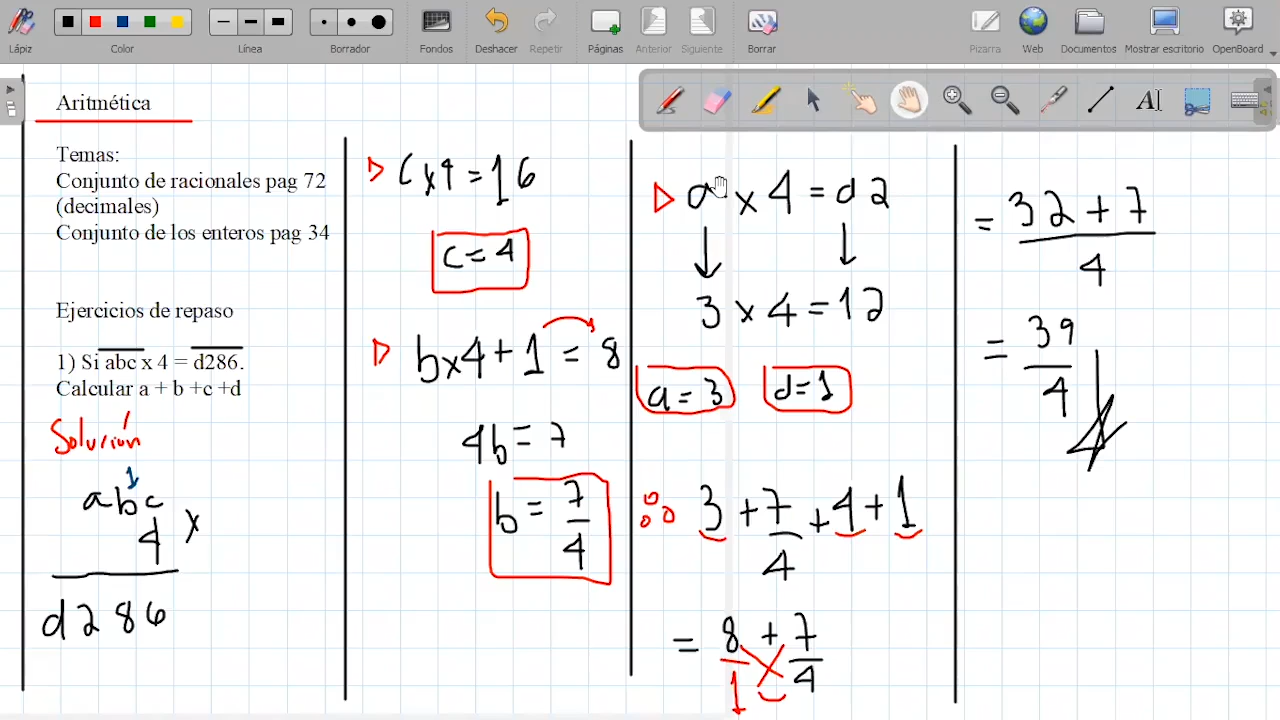 Lápiz
Color
Línea
Borrador
Fondos
Deshacer
Repetir
Páginas
Anterior
Siguiente
Borrar
Pizarra
Web
Documentos
Mostrar escritorio
OpenBoard
Aritmética
Temas:
Conjunto de racionales pag 72
(decimales)
Conjunto de los enteros pag 34
Ejercicios de repaso
1) Si abc x 4 = d286.
Calcular a + b +c +d
Solución
1
abc
4 x
d286
▷ c x 4 = 16
c = 4
▷ b x 4 + 1 = 8
4b = 7
b = 7/4
▷ a x 4 = d2
3 x 4 = 12
a = 3 d = 1
3 + 7/4 + 4 + 1
= 8/1 + 7/4
= 32 + 7 / 4
= 39/4